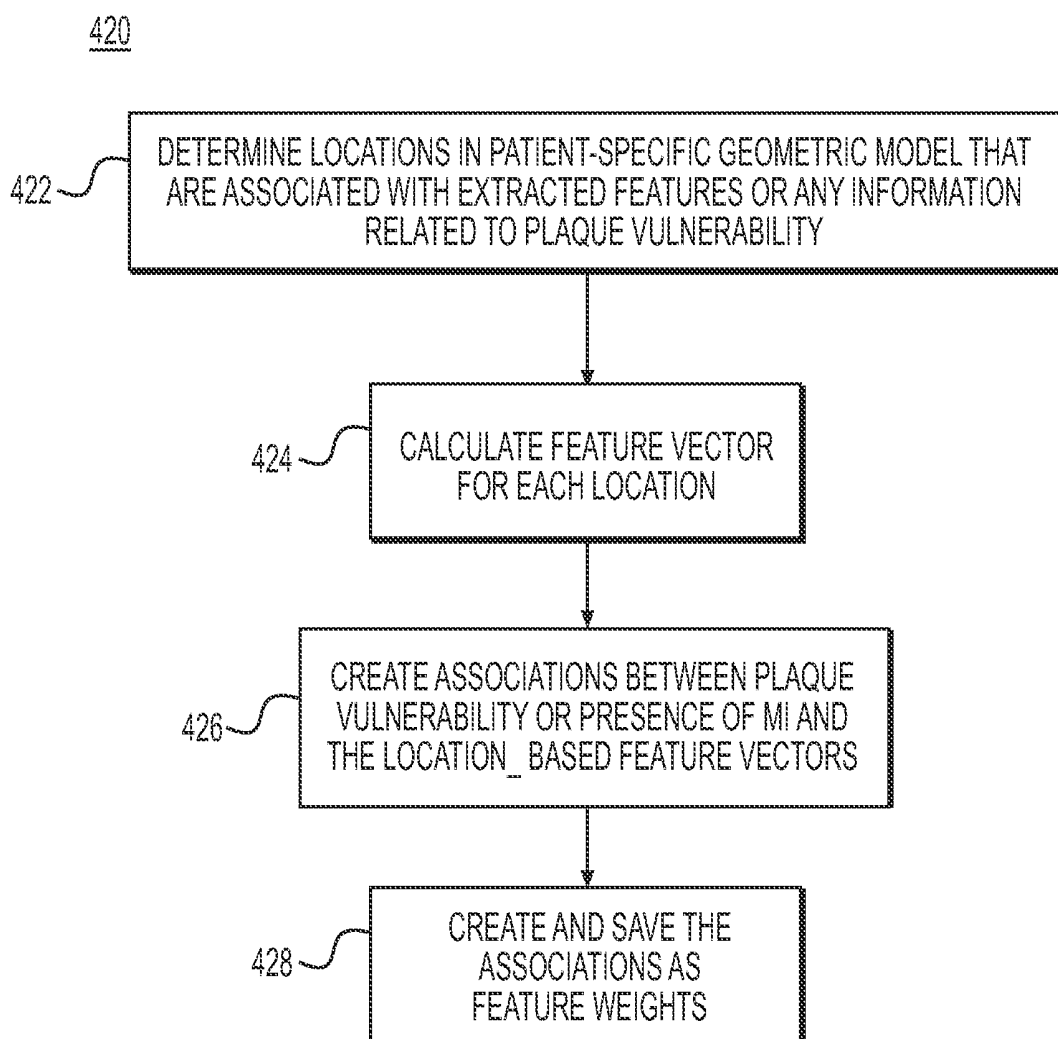 420
422
DETERMINE LOCATIONS IN PATIENT-SPECIFIC GEOMETRIC MODEL THAT
ARE ASSOCIATED WITH EXTRACTED FEATURES OR ANY INFORMATION
RELATED TO PLAQUE VULNERABILITY
424
CALCULATE FEATURE VECTOR
FOR EACH LOCATION
426
CREATE ASSOCIATIONS BETWEEN PLAQUE
VULNERABILITY OR PRESENCE OF MI AND
THE LOCATION_ BASED FEATURE VECTORS
428
CREATE AND SAVE THE
ASSOCIATIONS AS
FEATURE WEIGHTS